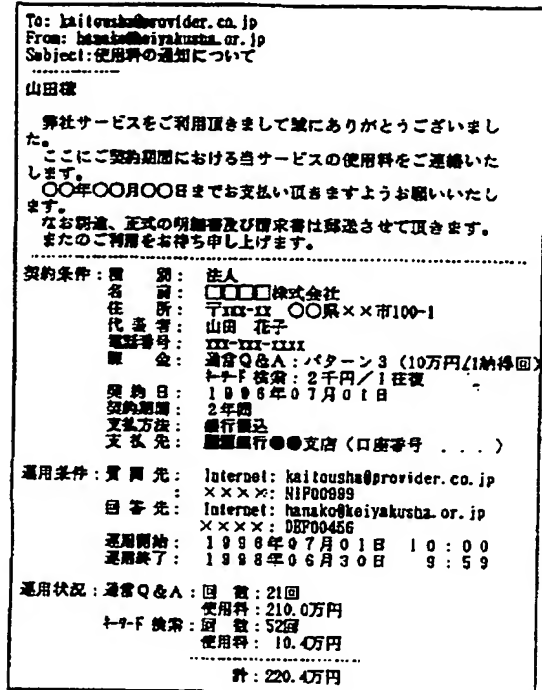 To: kaitousha@provider.co.jp
From: hanako@keiyakusha.or.jp
Subject:使用料の通知について
山田様
弊社サービスをご利用頂きまして誠にありがとうございまし
た。
ここにご契約期間における当サービスの使用料をご連絡いた
します。
〇〇年〇〇月〇〇日までお支払い頂きますようお願いいたし
ます。
なお別途、正式の明細書及び請求書は郵送させて頂きます。
またのご利用をお待ち申し上げます。
契約条件：種　別： 法人
名　前： □□□□株式会社
住　所： 〒xxx-xx 〇〇県××市100-1
代表者： 山田 花子
電話番号： xxx-xxx-xxxx
課　金： 通常Q&A：パターン3（10万円/1納得回）
ｷｰﾜｰﾄﾞ検索：2千円/1往復
契約日： 1996年07月01日
契約期間： 2年間
支払方法： 銀行振込
支払先： 銀行●●支店（口座番号 ...）
運用条件：質問先： Internet: kaitousha@provider.co.jp
： ××××: NIF00999
回答先： Internet: hanako@keiyakusha.or.jp
××××: DEF00456
運用開始： 1996年07月01日 10:00
運用終了： 1998年06月30日 9:59
運用状況：通常Q&A：回 数：21回
使用料：210.0万円
ｷｰﾜｰﾄﾞ検索：回 数：52回
使用料： 10.4万円
計：220.4万円